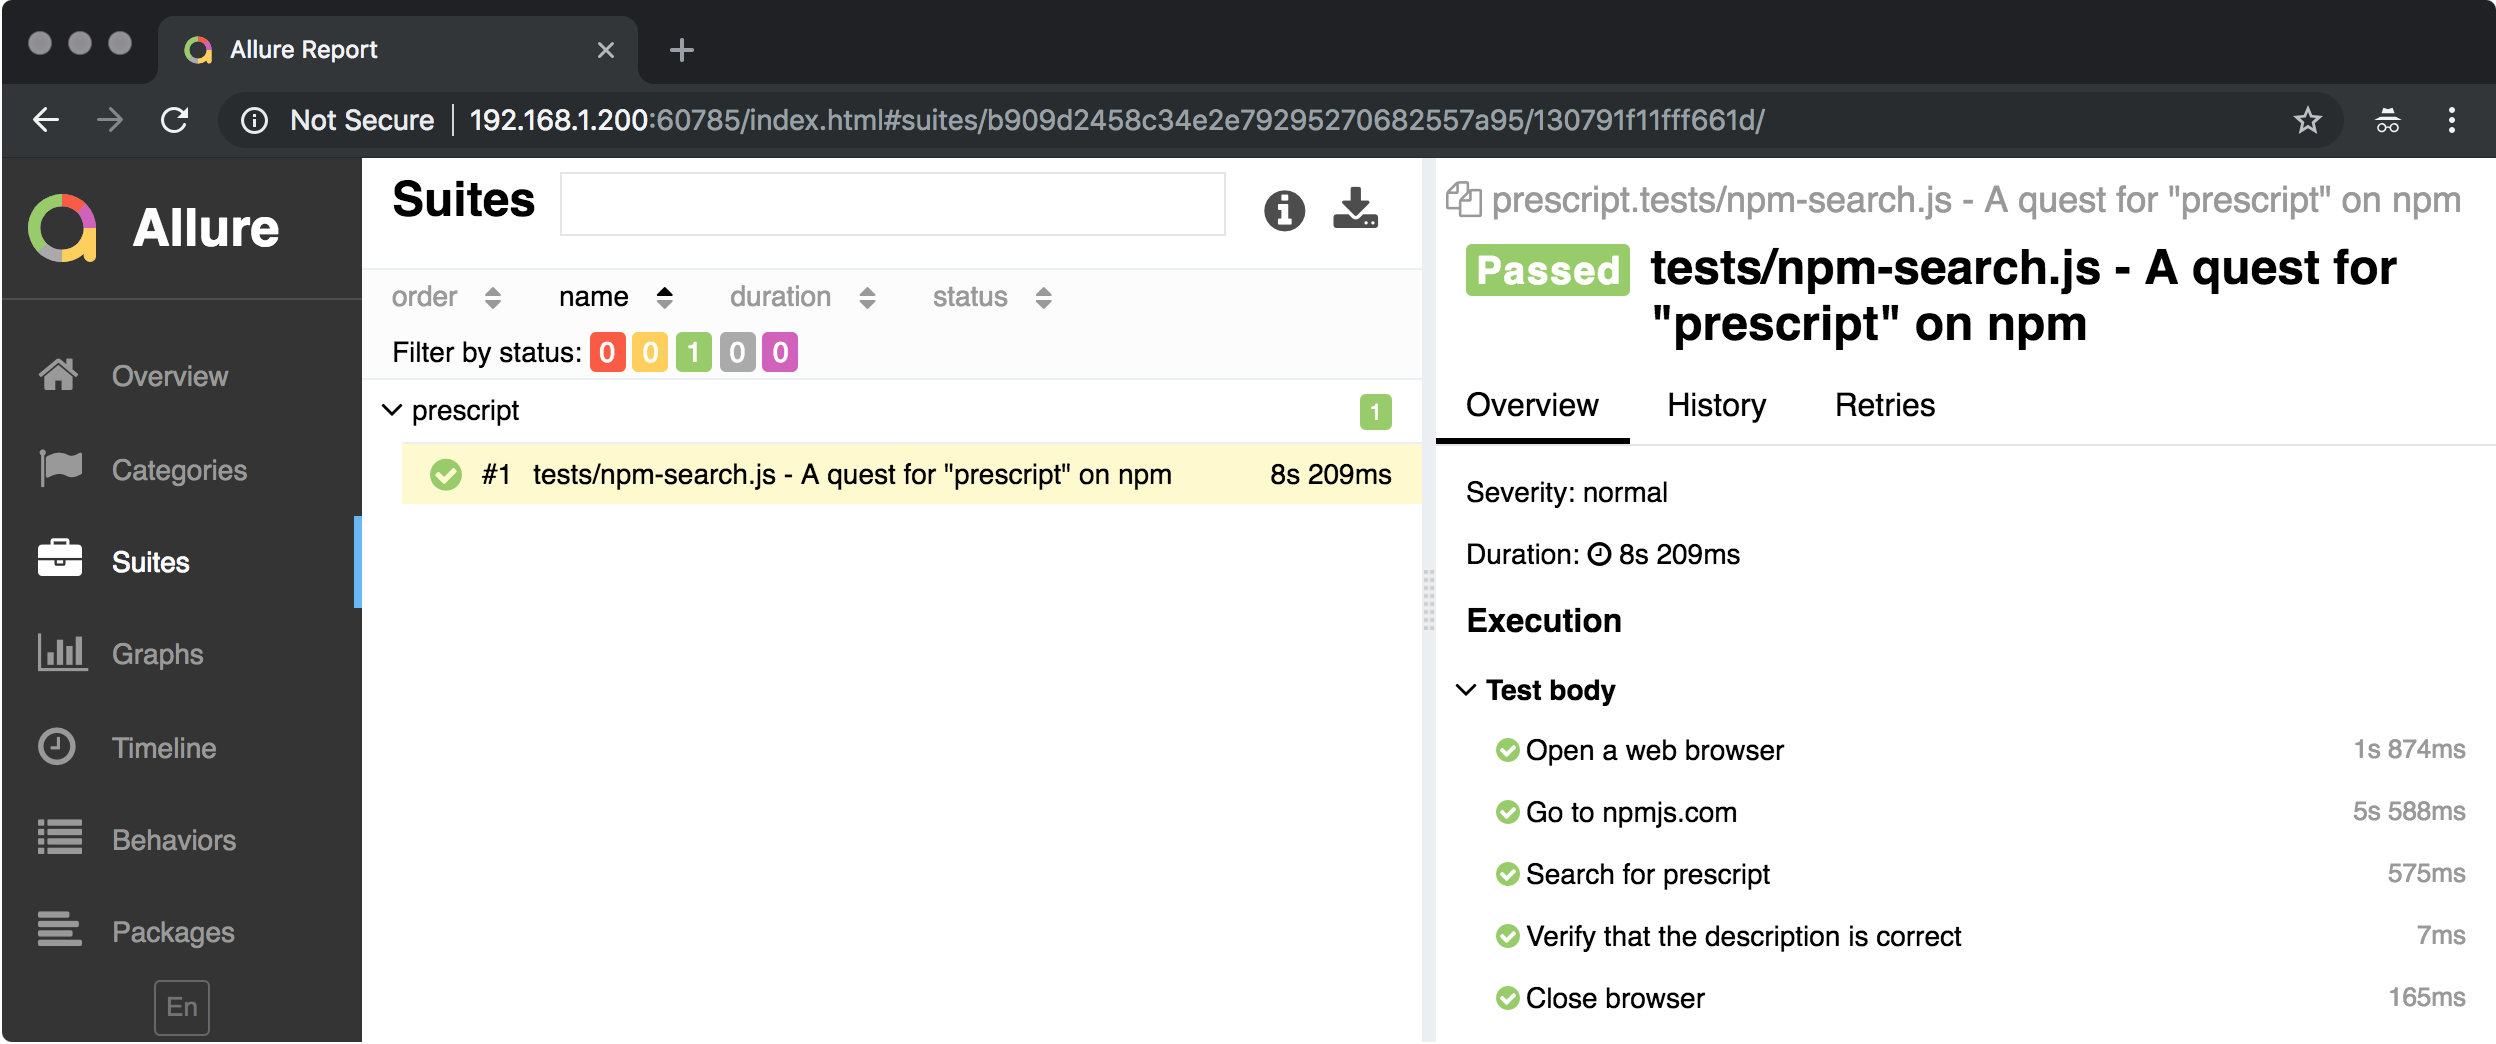 Allure Report
Not Secure 192.168.1.200:60785/index.html#suites/b909d2458c34e2e79295270682557a95/130791f11fff661d/
Allure
Overview
Categories
Suites
Graphs
Timeline
Behaviors
Packages
En
Suites
order name duration status
Filter by status: 0 0 1 0 0
prescript 1
#1 tests/npm-search.js - A quest for "prescript" on npm 8s 209ms
prescript.tests/npm-search.js - A quest for "prescript" on npm
Passed tests/npm-search.js - A quest for
"prescript" on npm
Overview History Retries
Severity: normal
Duration: 8s 209ms
Execution
Test body
Open a web browser 1s 874ms
Go to npmjs.com 5s 588ms
Search for prescript 575ms
Verify that the description is correct 7ms
Close browser 165ms